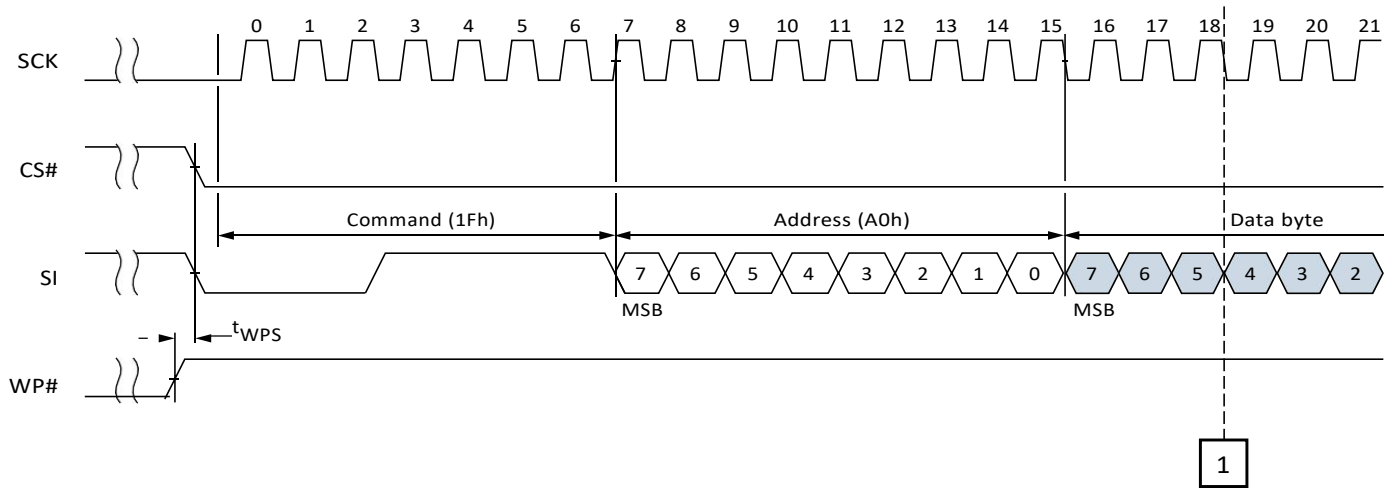 0 1 2 3 4 5 6 7 8 9 10 11 12 13 14 15 16 17 18 19 20 21
SCK
CS#
Command (1Fh) Address (A0h) Data byte
SI 7 6 5 4 3 2 1 0 7 6 5 4 3 2
MSB MSB
– tWPS
WP#
1